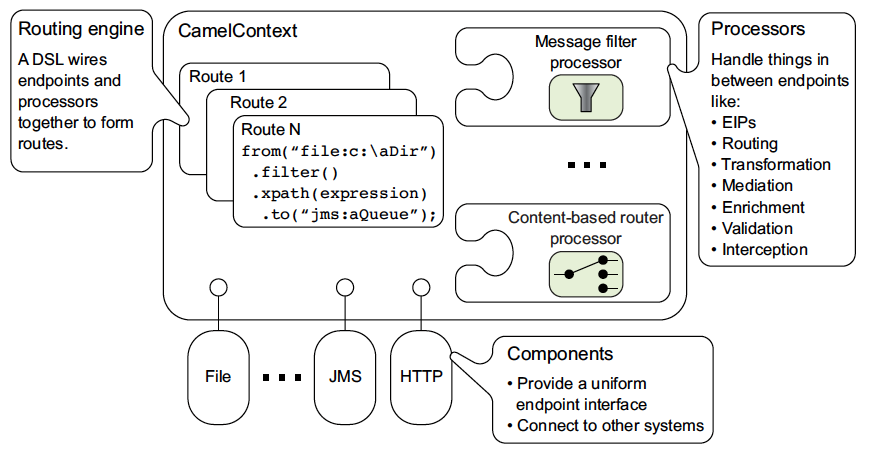 Routing engine
A DSL wires
endpoints and
processors
together to form
routes.
CamelContext
Route 1
Route 2
Route N
from(“file:c:\aDir”)
.filter()
.xpath(expression)
.to(“jms:aQueue”);
Message filter
processor
Content-based router
processor
Processors
Handle things in
between endpoints
like:
• EIPs
• Routing
• Transformation
• Mediation
• Enrichment
• Validation
• Interception
File
JMS
HTTP
Components
• Provide a uniform
endpoint interface
• Connect to other systems